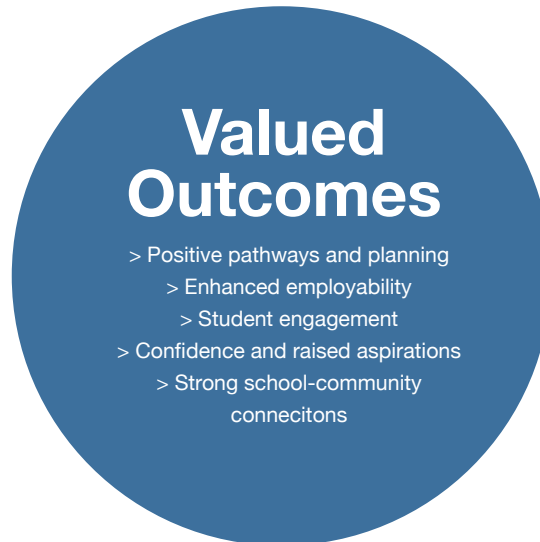 Valued
Outcomes
> Positive pathways and planning
> Enhanced employability
> Student engagement
> Confidence and raised aspirations
> Strong school-community
connecitons